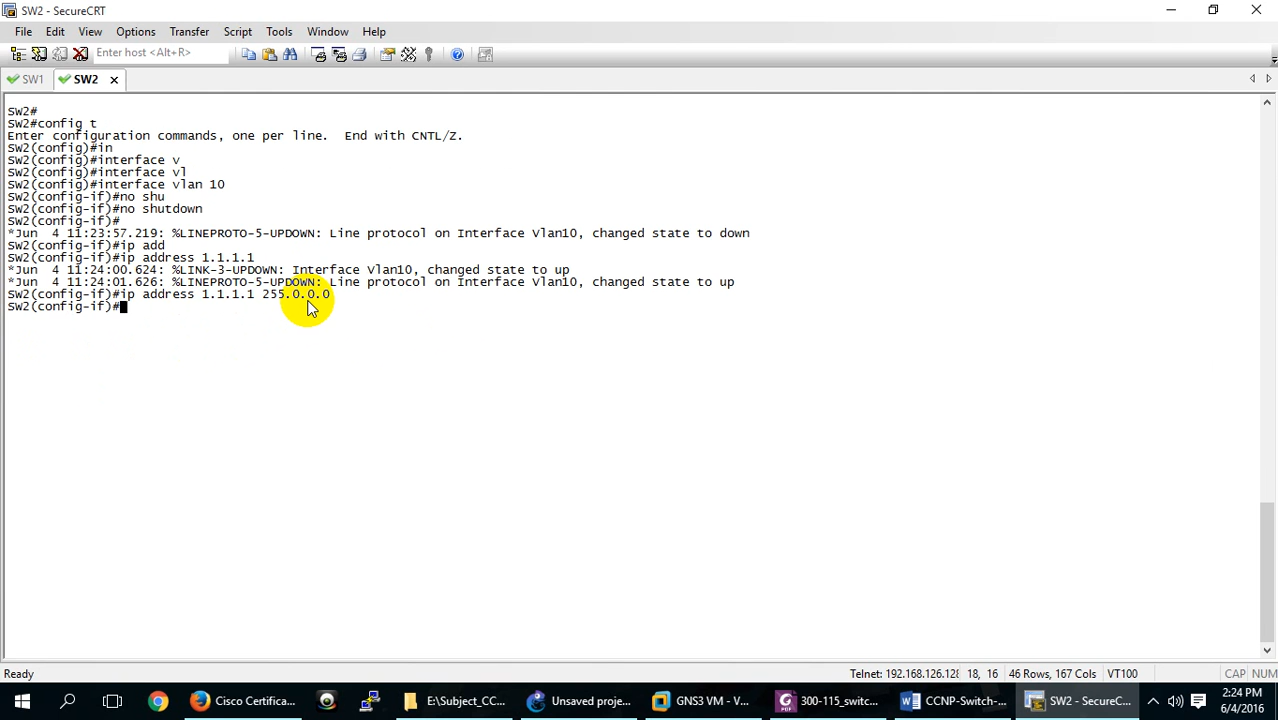 SW2 - SecureCRT
File Edit View Options Transfer Script Tools Window Help
Enter host <Alt+R>
SW1 SW2
SW2#
SW2#config t
Enter configuration commands, one per line.  End with CNTL/Z.
SW2(config)#in
SW2(config)#interface v
SW2(config)#interface vl
SW2(config)#interface vlan 10
SW2(config-if)#no shu
SW2(config-if)#no shutdown
SW2(config-if)#
*Jun  4 11:23:57.219: %LINEPROTO-5-UPDOWN: Line protocol on Interface Vlan10, changed state to down
SW2(config-if)#ip add
SW2(config-if)#ip address 1.1.1.1
*Jun  4 11:24:00.624: %LINK-3-UPDOWN: Interface Vlan10, changed state to up
*Jun  4 11:24:01.626: %LINEPROTO-5-UPDOWN: Line protocol on Interface Vlan10, changed state to up
SW2(config-if)#ip address 1.1.1.1 255.0.0.0
SW2(config-if)#
Ready Telnet: 192.168.126.128 18, 16 46 Rows, 167 Cols VT100 CAP NUM
Cisco Certifica... E:\Subject_CC... Unsaved proje... GNS3 VM - V... 300-115_switc... CCNP-Switch-... SW2 - SecureC... 2:24 PM
6/4/2016